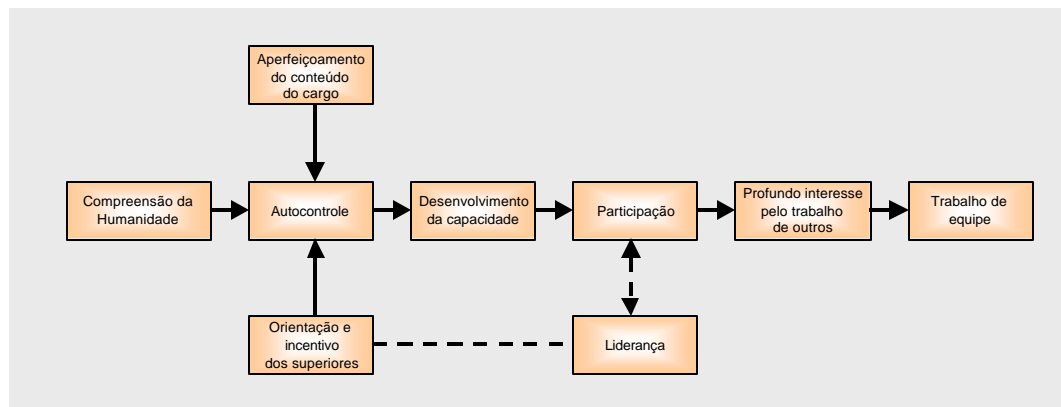 Aperfeiçoamento
do conteúdo
do cargo
Compreensão da
Humanidade
Autocontrole
Desenvolvimento
da capacidade
Participação
Profundo interesse
pelo trabalho
de outros
Trabalho de
equipe
Orientação e
incentivo
dos superiores
Liderança